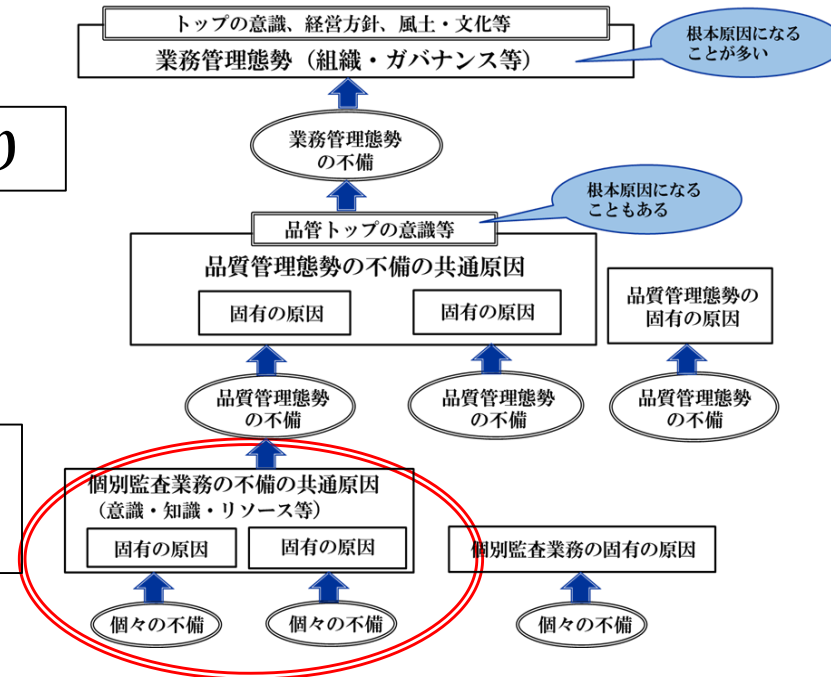 トップの意識、経営方針、風土・文化等
業務管理態勢（組織・ガバナンス等）
根本原因になる
ことが多い
り
業務管理態勢
の不備
根本原因になる
こともある
品管トップの意識等
品質管理態勢の不備の共通原因
固有の原因
固有の原因
品質管理態勢の
固有の原因
品質管理態勢
の不備
品質管理態勢
の不備
品質管理態勢
の不備
個別監査業務の不備の共通原因
（意識・知識・リソース等）
固有の原因
固有の原因
個別監査業務の固有の原因
個々の不備
個々の不備
個々の不備